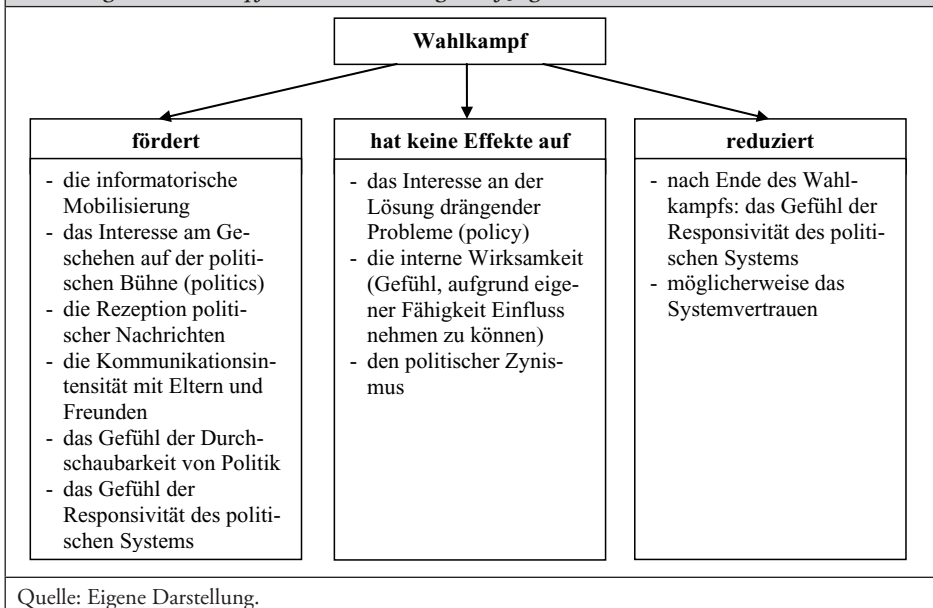 Wahlkampf
fördert
- die informatorische
Mobilisierung
- das Interesse am Ge-
schehen auf der politi-
schen Bühne (politics)
- die Rezeption politi-
scher Nachrichten
- die Kommunikationsin-
tensität mit Eltern und
Freunden
- das Gefühl der Durch-
schaubarkeit von Politik
- das Gefühl der
Responsivität des politi-
schen Systems
hat keine Effekte auf
- das Interesse an der
Lösung drängender
Probleme (policy)
- die interne Wirksamkeit
(Gefühl, aufgrund eige-
ner Fähigkeit Einfluss
nehmen zu können)
- den politischer Zynis-
mus
reduziert
- nach Ende des Wahl-
kampfs: das Gefühl der
Responsivität des politi-
schen Systems
- möglicherweise das
Systemvertrauen
Quelle: Eigene Darstellung.